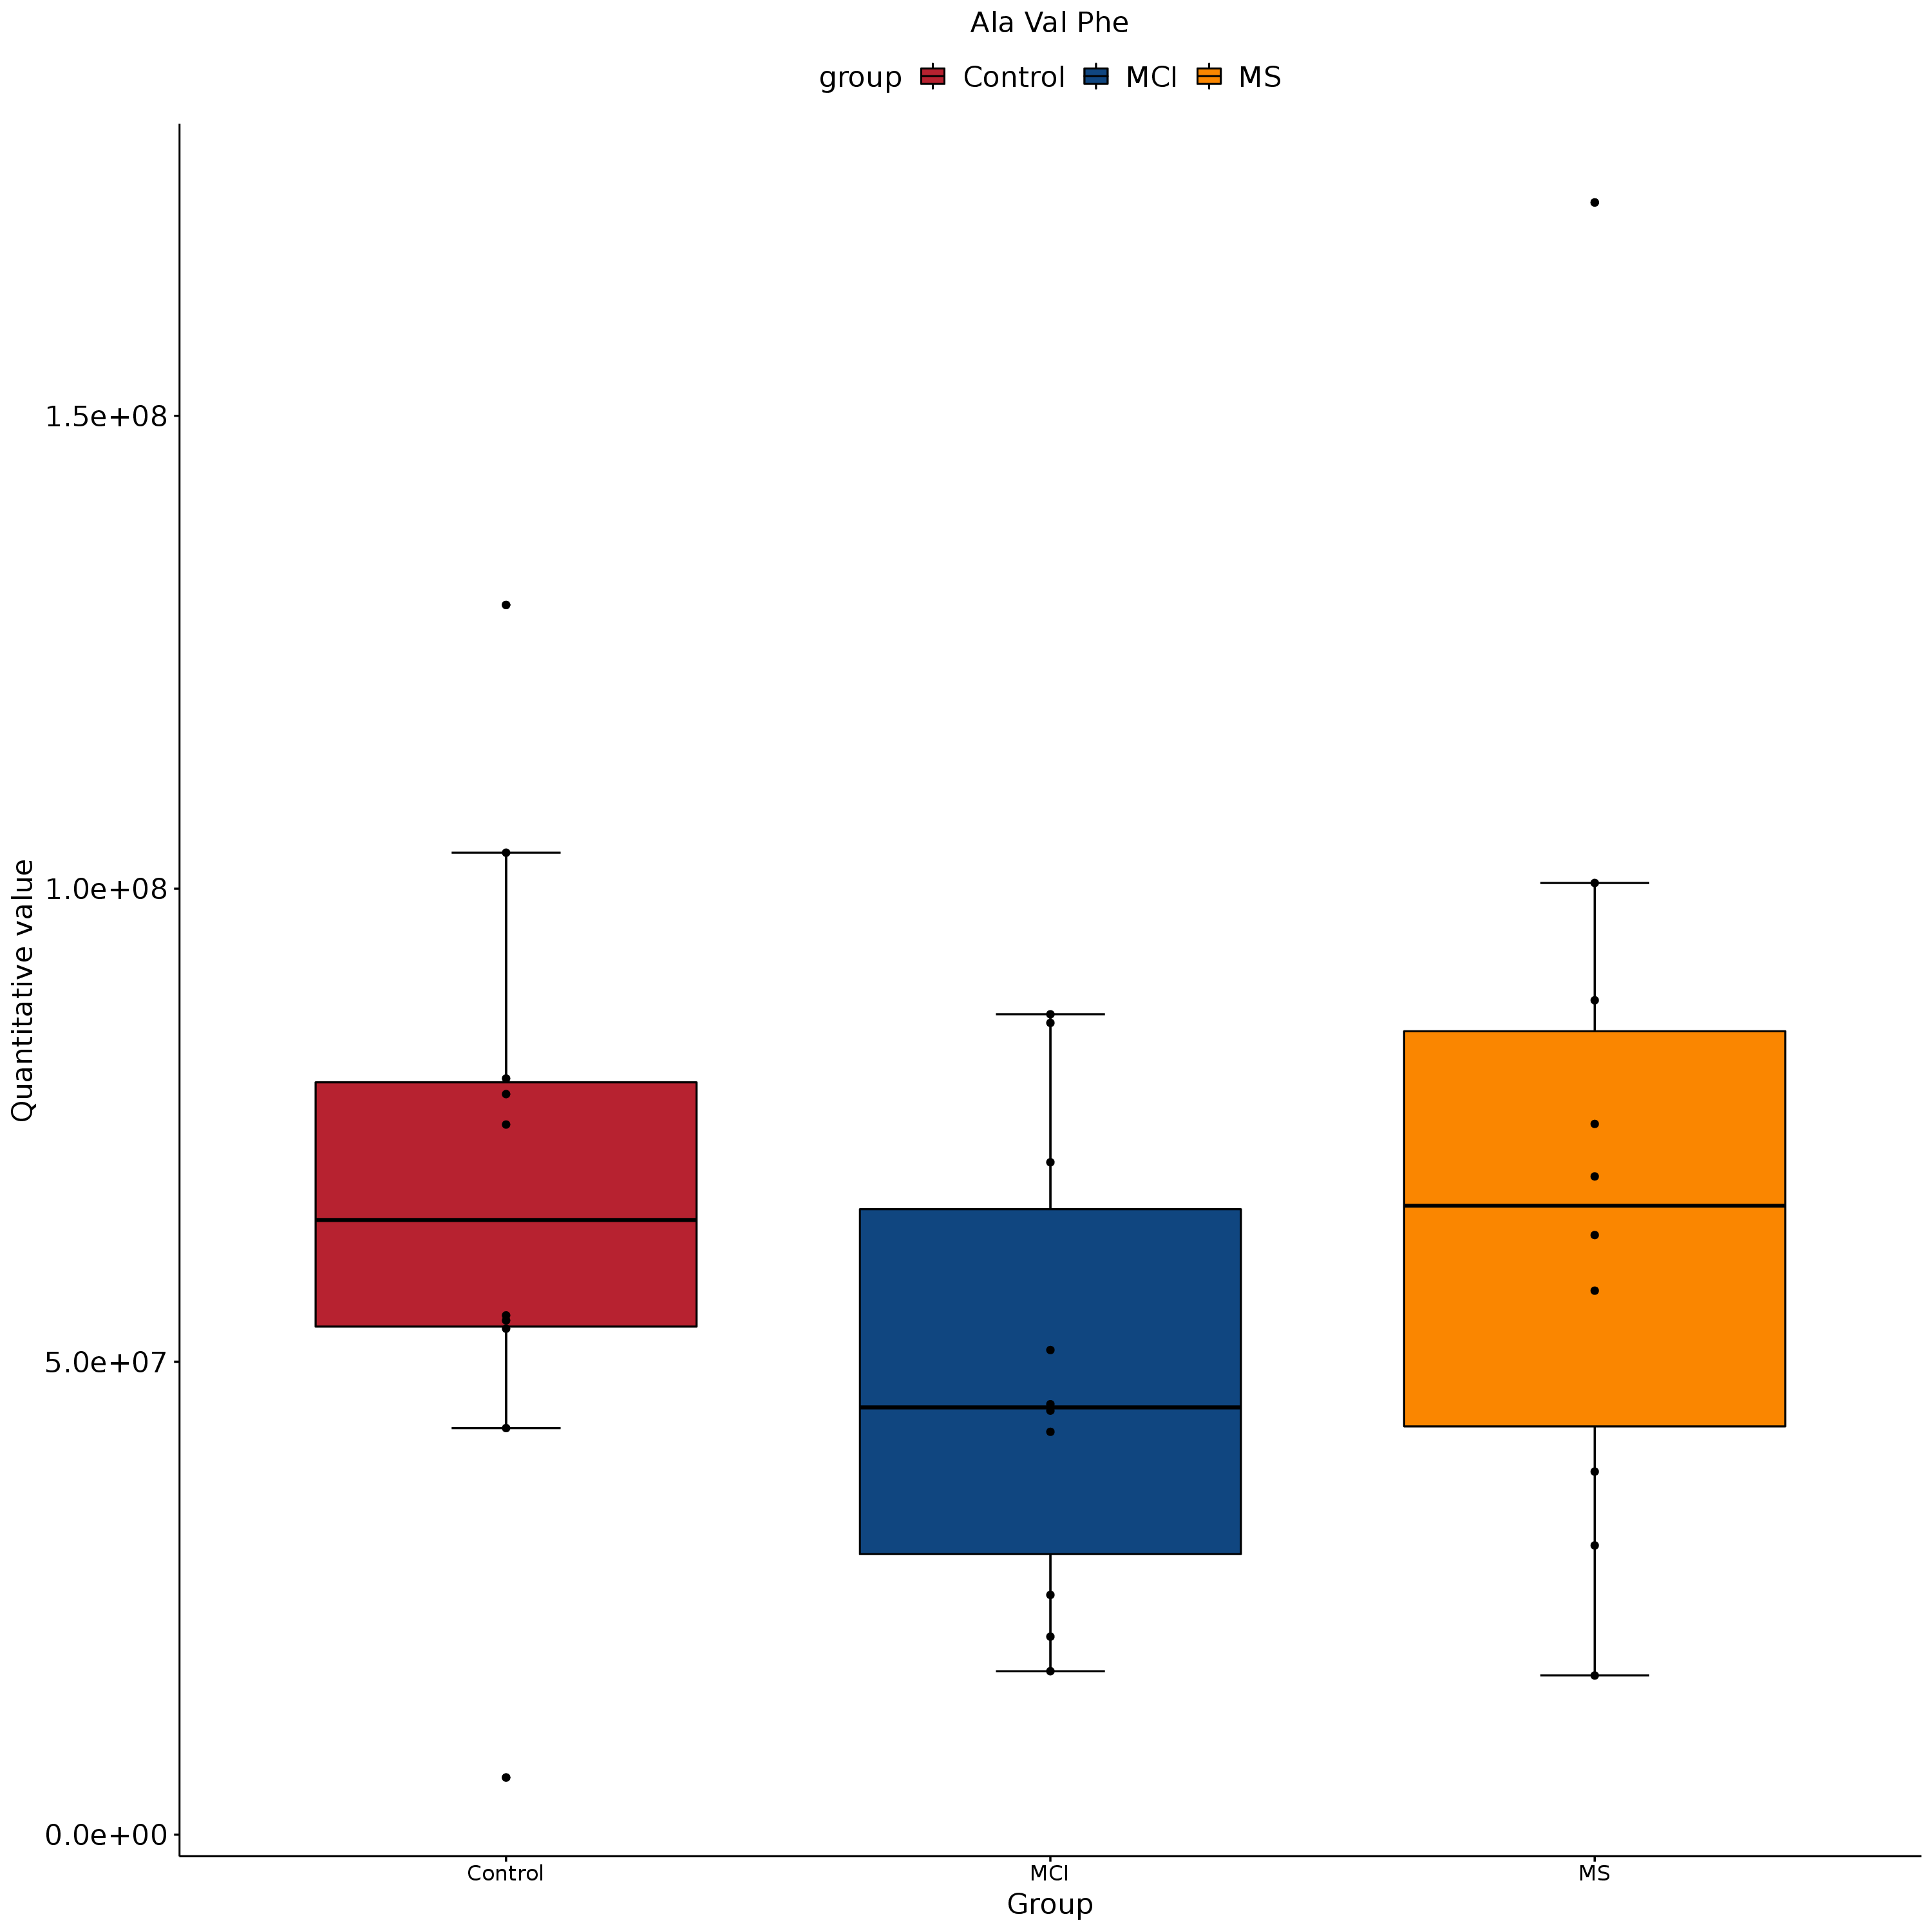 Ala Val Phe
group Control MCI MS
Quantitative value
1.5e+08
1.0e+08
5.0e+07
0.0e+00
Control MCI MS
Group